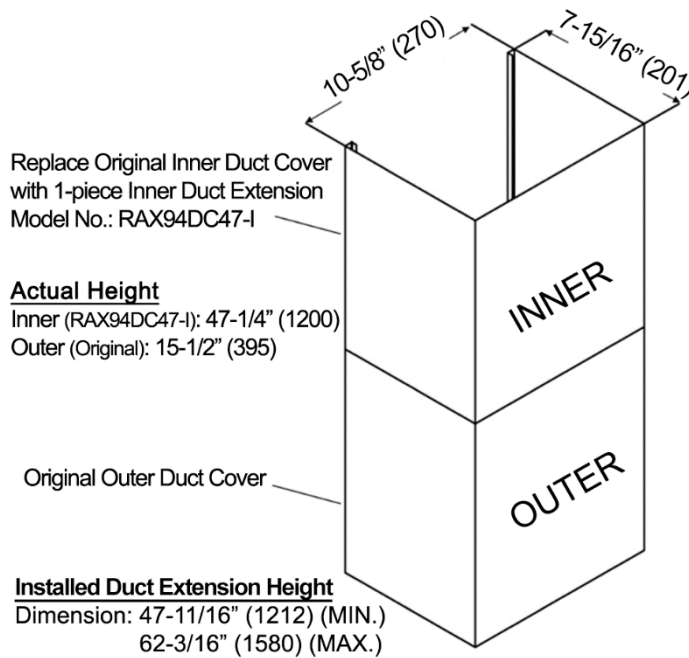 10-5/8” (270)
7-15/16” (201)
Replace Original Inner Duct Cover
with 1-piece Inner Duct Extension
Model No.: RAX94DC47-I
INNER
Actual Height
Inner (RAX94DC47-I): 47-1/4” (1200)
Outer (Original): 15-1/2” (395)
Original Outer Duct Cover
OUTER
Installed Duct Extension Height
Dimension: 47-11/16” (1212) (MIN.)
62-3/16” (1580) (MAX.)